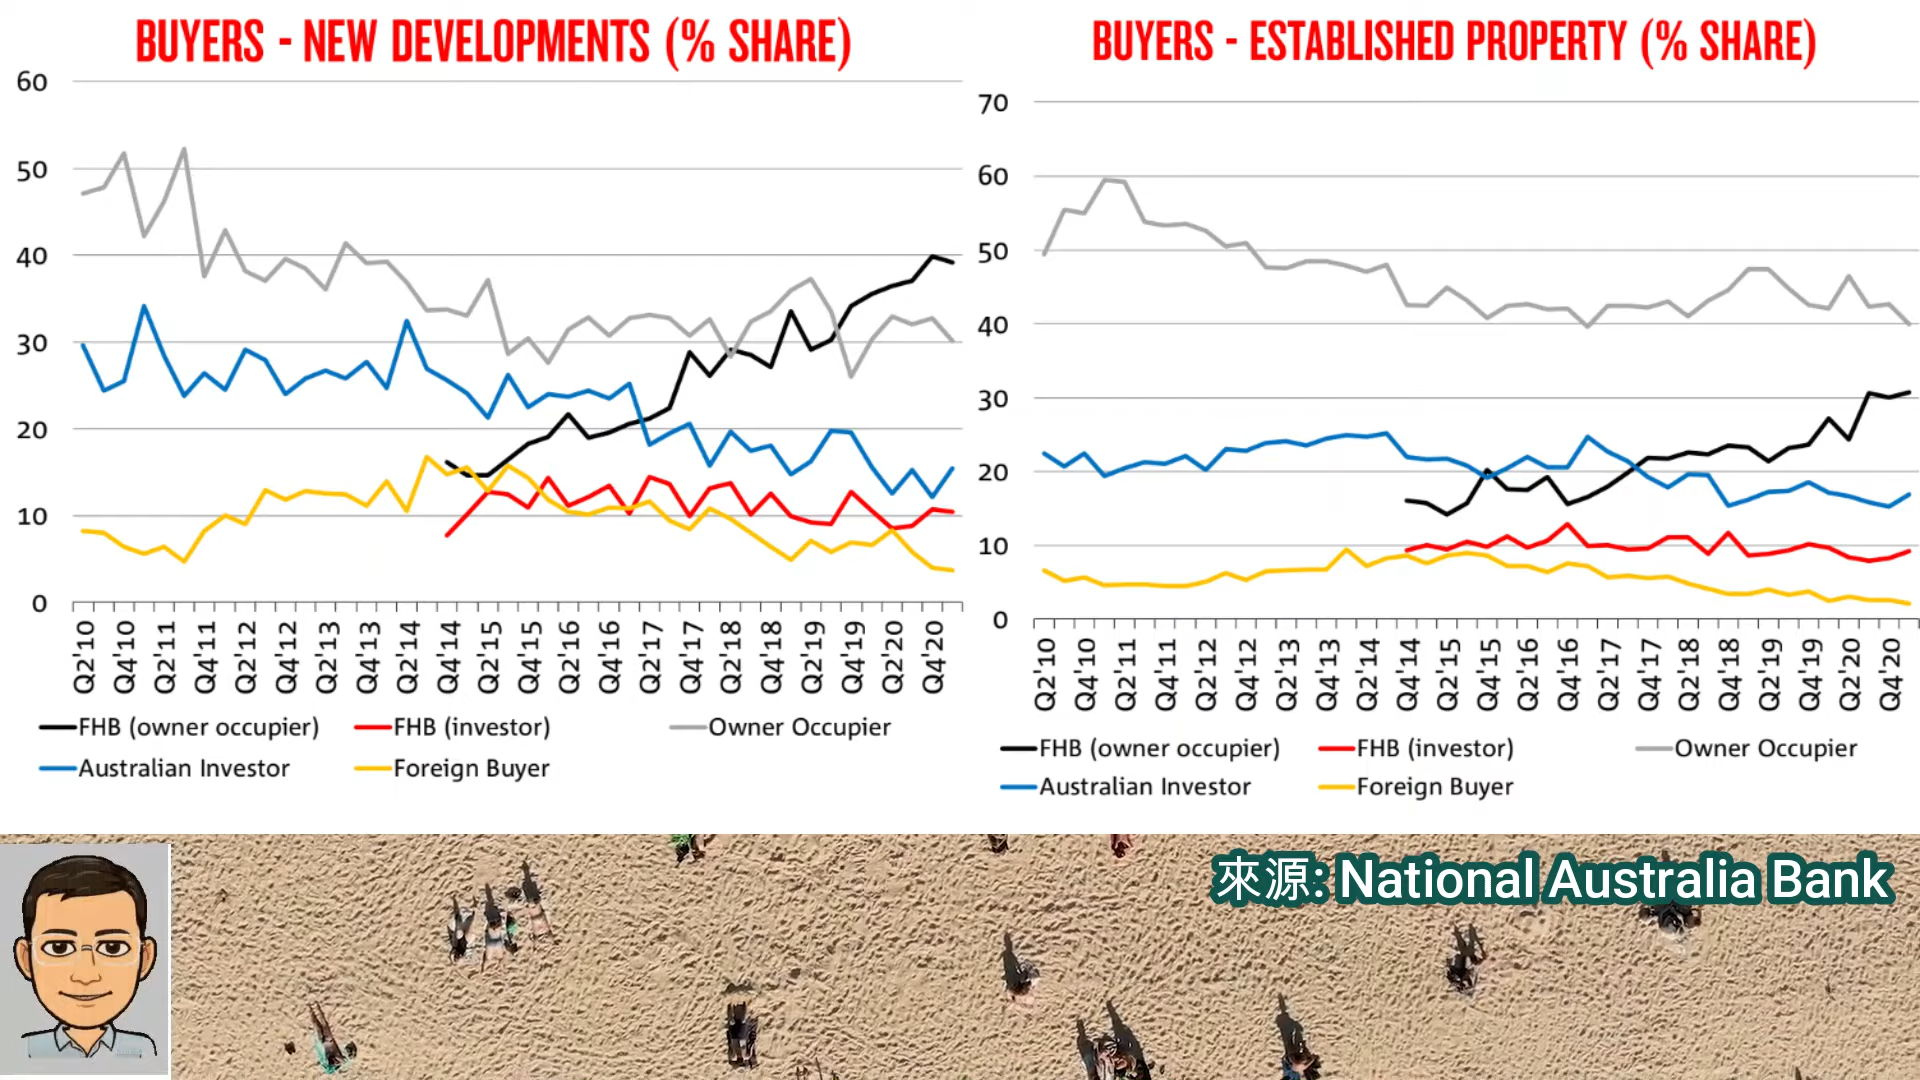 BUYERS - NEW DEVELOPMENTS (% SHARE)
60
50
40
30
20
10
0
Q2'10 Q4'10 Q2'11 Q4'11 Q2'12 Q4'12 Q2'13 Q4'13 Q2'14 Q4'14 Q2'15 Q4'15 Q2'16 Q4'16 Q2'17 Q4'17 Q2'18 Q4'18 Q2'19 Q4'19 Q2'20 Q4'20
FHB (owner occupier) FHB (investor) Owner Occupier
Australian Investor Foreign Buyer
BUYERS - ESTABLISHED PROPERTY (% SHARE)
70
60
50
40
30
20
10
0
Q2'10 Q4'10 Q2'11 Q4'11 Q2'12 Q4'12 Q2'13 Q4'13 Q2'14 Q4'14 Q2'15 Q4'15 Q2'16 Q4'16 Q2'17 Q4'17 Q2'18 Q4'18 Q2'19 Q4'19 Q2'20 Q4'20
FHB (owner occupier) FHB (investor) Owner Occupier
Australian Investor Foreign Buyer
來源: National Australia Bank